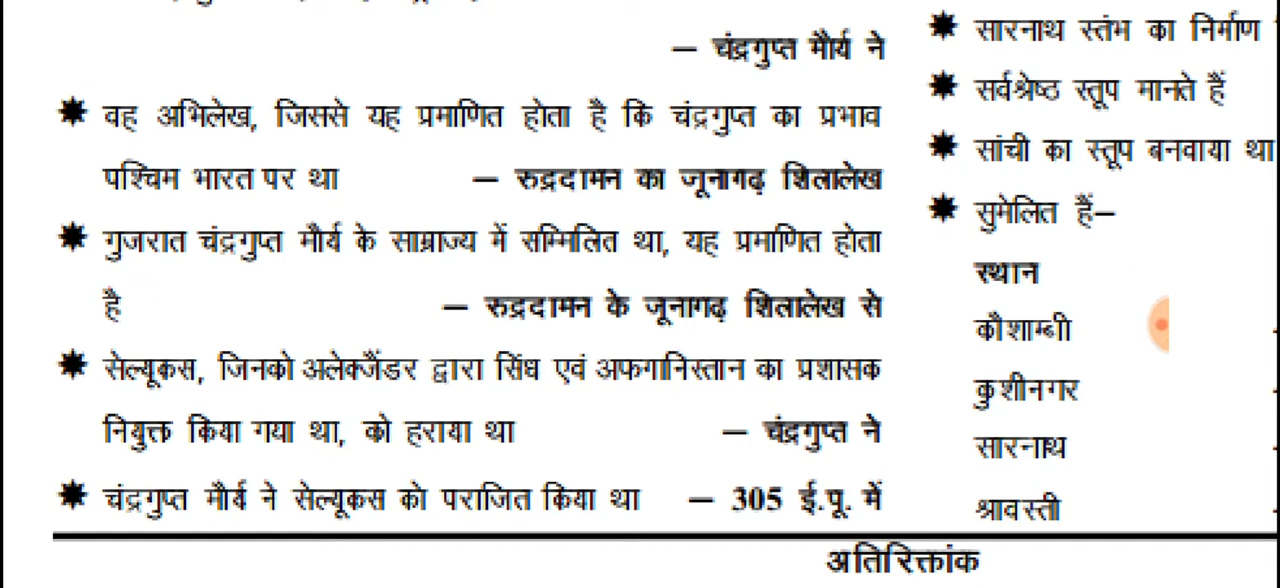 — चंद्रगुप्त मौर्य ने
✷ वह अभिलेख, जिससे यह प्रमाणित होता है कि चंद्रगुप्त का प्रभाव
पश्चिम भारत पर था — रुद्रदामन का जूनागढ़ शिलालेख
✷ गुजरात चंद्रगुप्त मौर्य के साम्राज्य में सम्मिलित था, यह प्रमाणित होता
है — रुद्रदामन के जूनागढ़ शिलालेख से
✷ सेल्यूकस, जिनको अलेक्जेंडर द्वारा सिंध एवं अफगानिस्तान का प्रशासक
नियुक्त किया गया था, को हराया था — चंद्रगुप्त ने
✷ चंद्रगुप्त मौर्य ने सेल्यूकस को पराजित किया था — 305 ई.पू. में
✷ सारनाथ स्तंभ का निर्माण
✷ सर्वश्रेष्ठ स्तूप मानते हैं
✷ सांची का स्तूप बनवाया था
✷ सुमेलित हैं–
स्थान
कौशाम्बी
कुशीनगर
सारनाथ
श्रावस्ती
अतिरिक्तांक